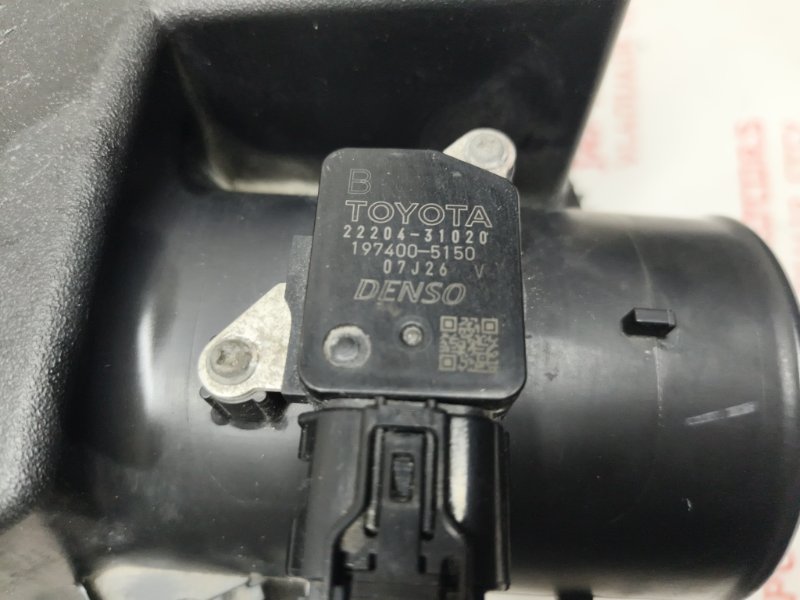 B
TOYOTA
22204-31020
197400-5150
07J26 V
DENSO